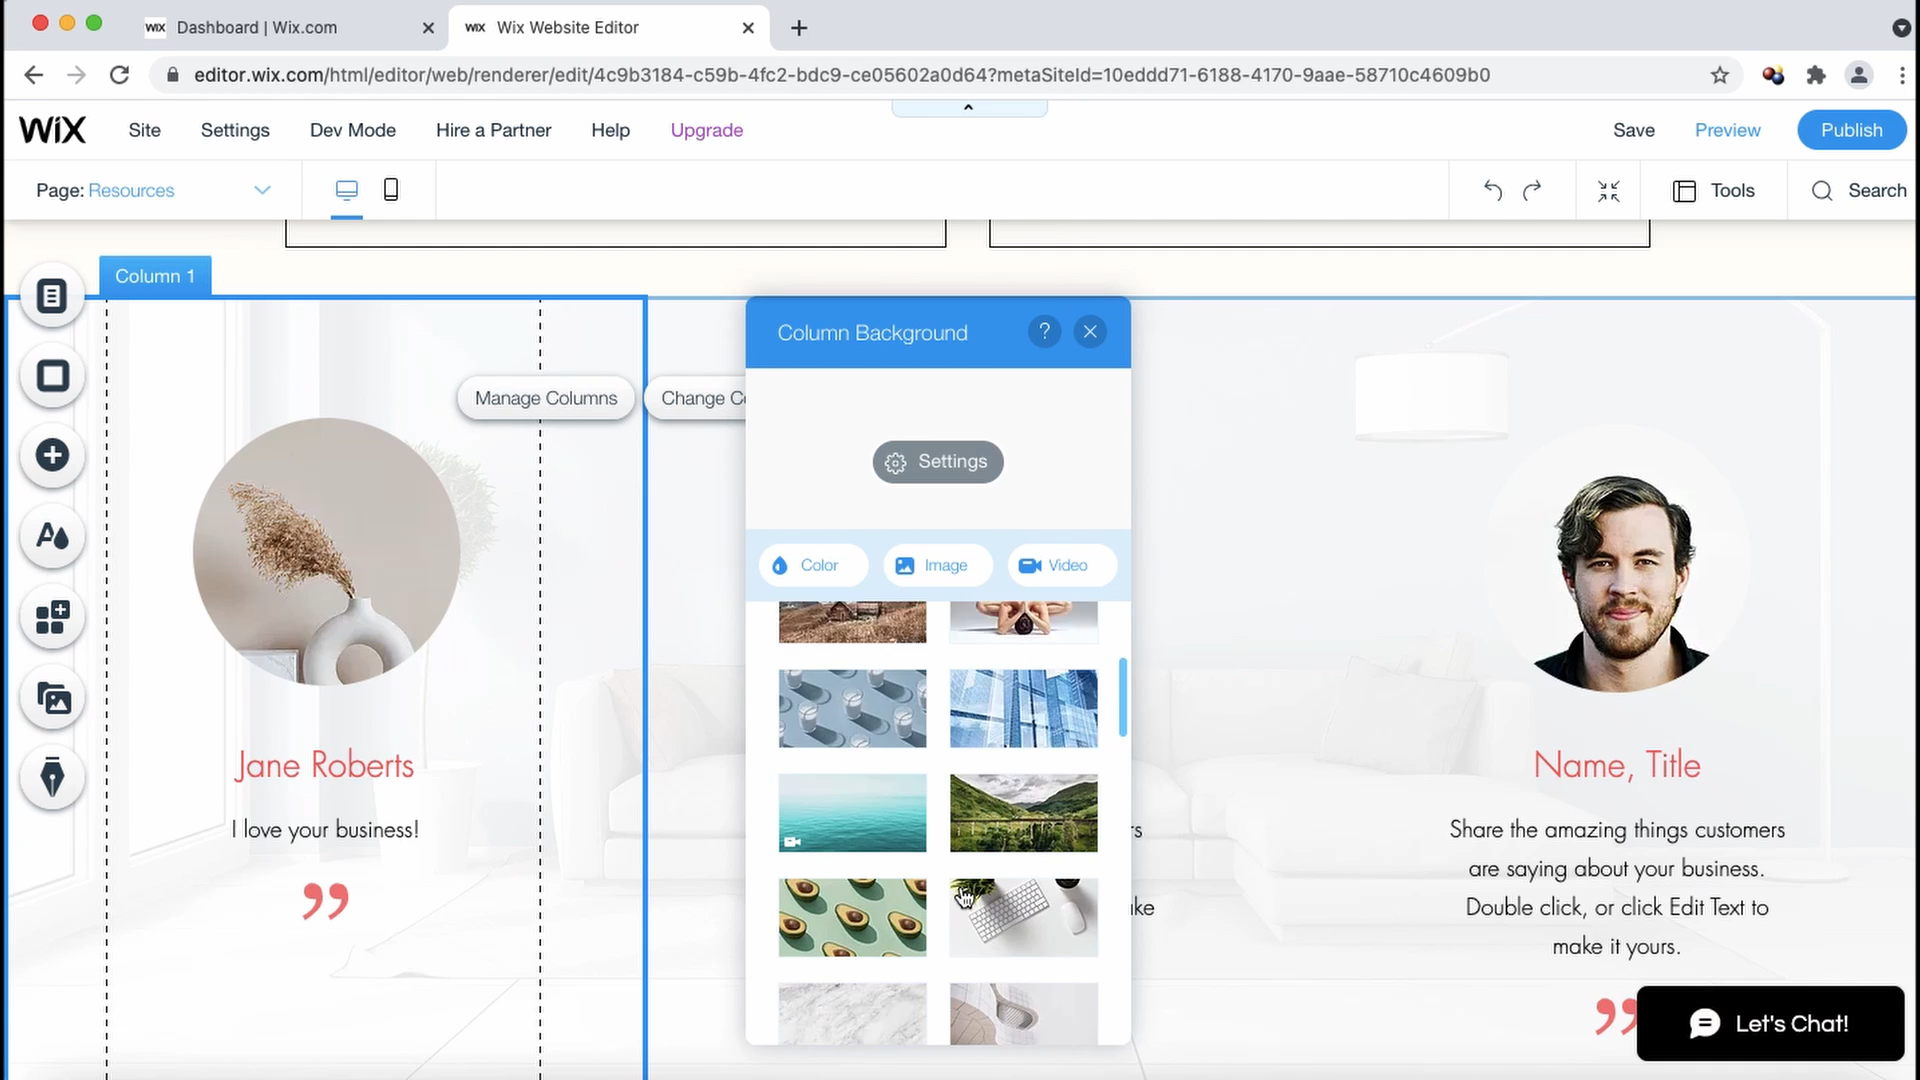 WIX Dashboard | Wix.com
WIX Wix Website Editor
editor.wix.com/html/editor/web/renderer/edit/4c9b3184-c59b-4fc2-bdc9-ce05602a0d64?metaSiteId=10eddd71-6188-4170-9aae-58710c4609b0
WiX Site Settings Dev Mode Hire a Partner Help Upgrade Save Preview Publish
Page: Resources Tools Search
Column 1
Column Background ?
Manage Columns Change
Settings
Color Image Video
Jane Roberts
Name, Title
I love your business!
Share the amazing things customers
are saying about your business.
Double click, or click Edit Text to
make it yours.
Let's Chat!